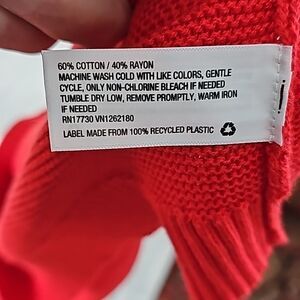 60% COTTON / 40% RAYON
MACHINE WASH COLD WITH LIKE COLORS, GENTLE
CYCLE, ONLY NON-CHLORINE BLEACH IF NEEDED
TUMBLE DRY LOW, REMOVE PROMPTLY, WARM IRON
IF NEEDED
RN17730 VN1262180
LABEL MADE FROM 100% RECYCLED PLASTIC